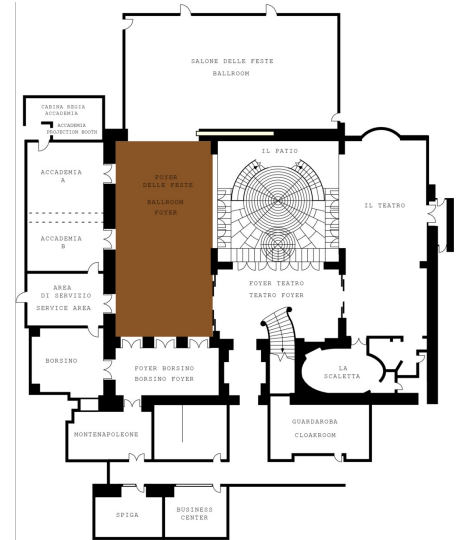 SALONE DELLE FESTE
BALLROOM
CABINA REGIA
ACCADEMIA
ACCADEMIA
PROJECTION BOOTH
ACCADEMIA
A
FOYER
DELLE FESTE
BALLROOM
FOYER
IL PATIO
IL TEATRO
ACCADEMIA
B
AREA
DI SERVIZIO
SERVICE AREA
FOYER TEATRO
TEATRO FOYER
BORSINO
FOYER BORSINO
BORSINO FOYER
LA
SCALETTA
MONTENAPOLEONE
GUARDAROBA
CLOAKROOM
SPIGA
BUSINESS
CENTER